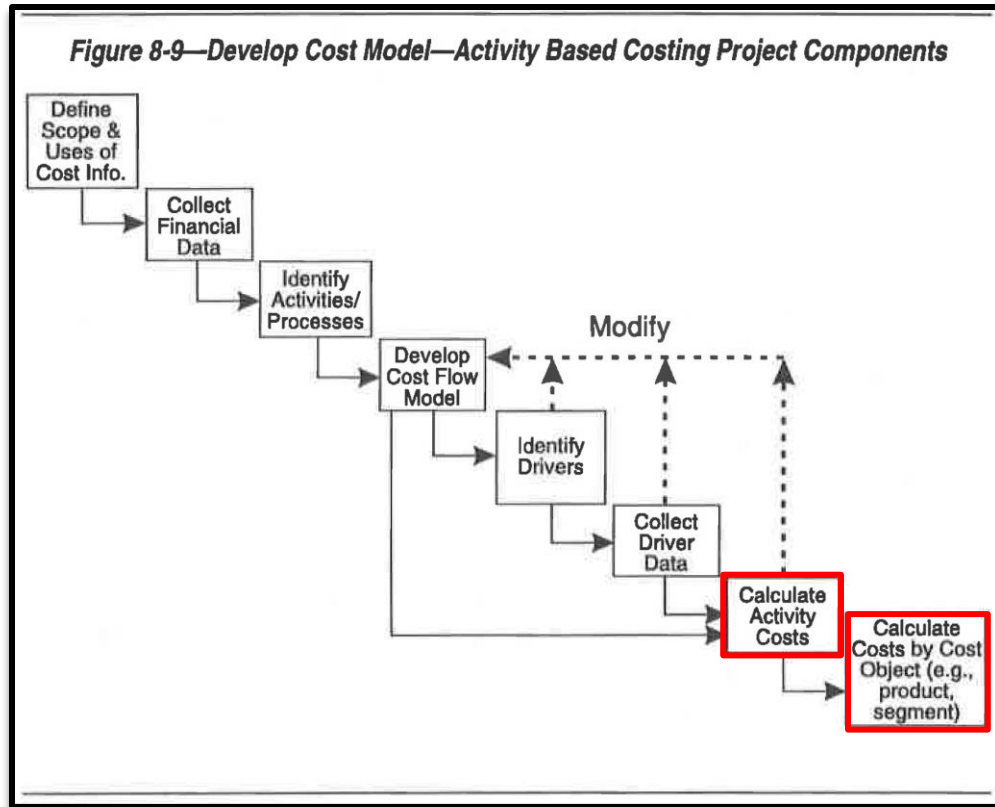 Figure 8-9—Develop Cost Model—Activity Based Costing Project Components
Define
Scope &
Uses of
Cost Info.
Collect
Financial
Data
Identify
Activities/
Processes
Modify
Develop
Cost Flow
Model
Identify
Drivers
Collect
Driver
Data
Calculate
Activity
Costs
Calculate
Costs by Cost
Object (e.g.,
product,
segment)